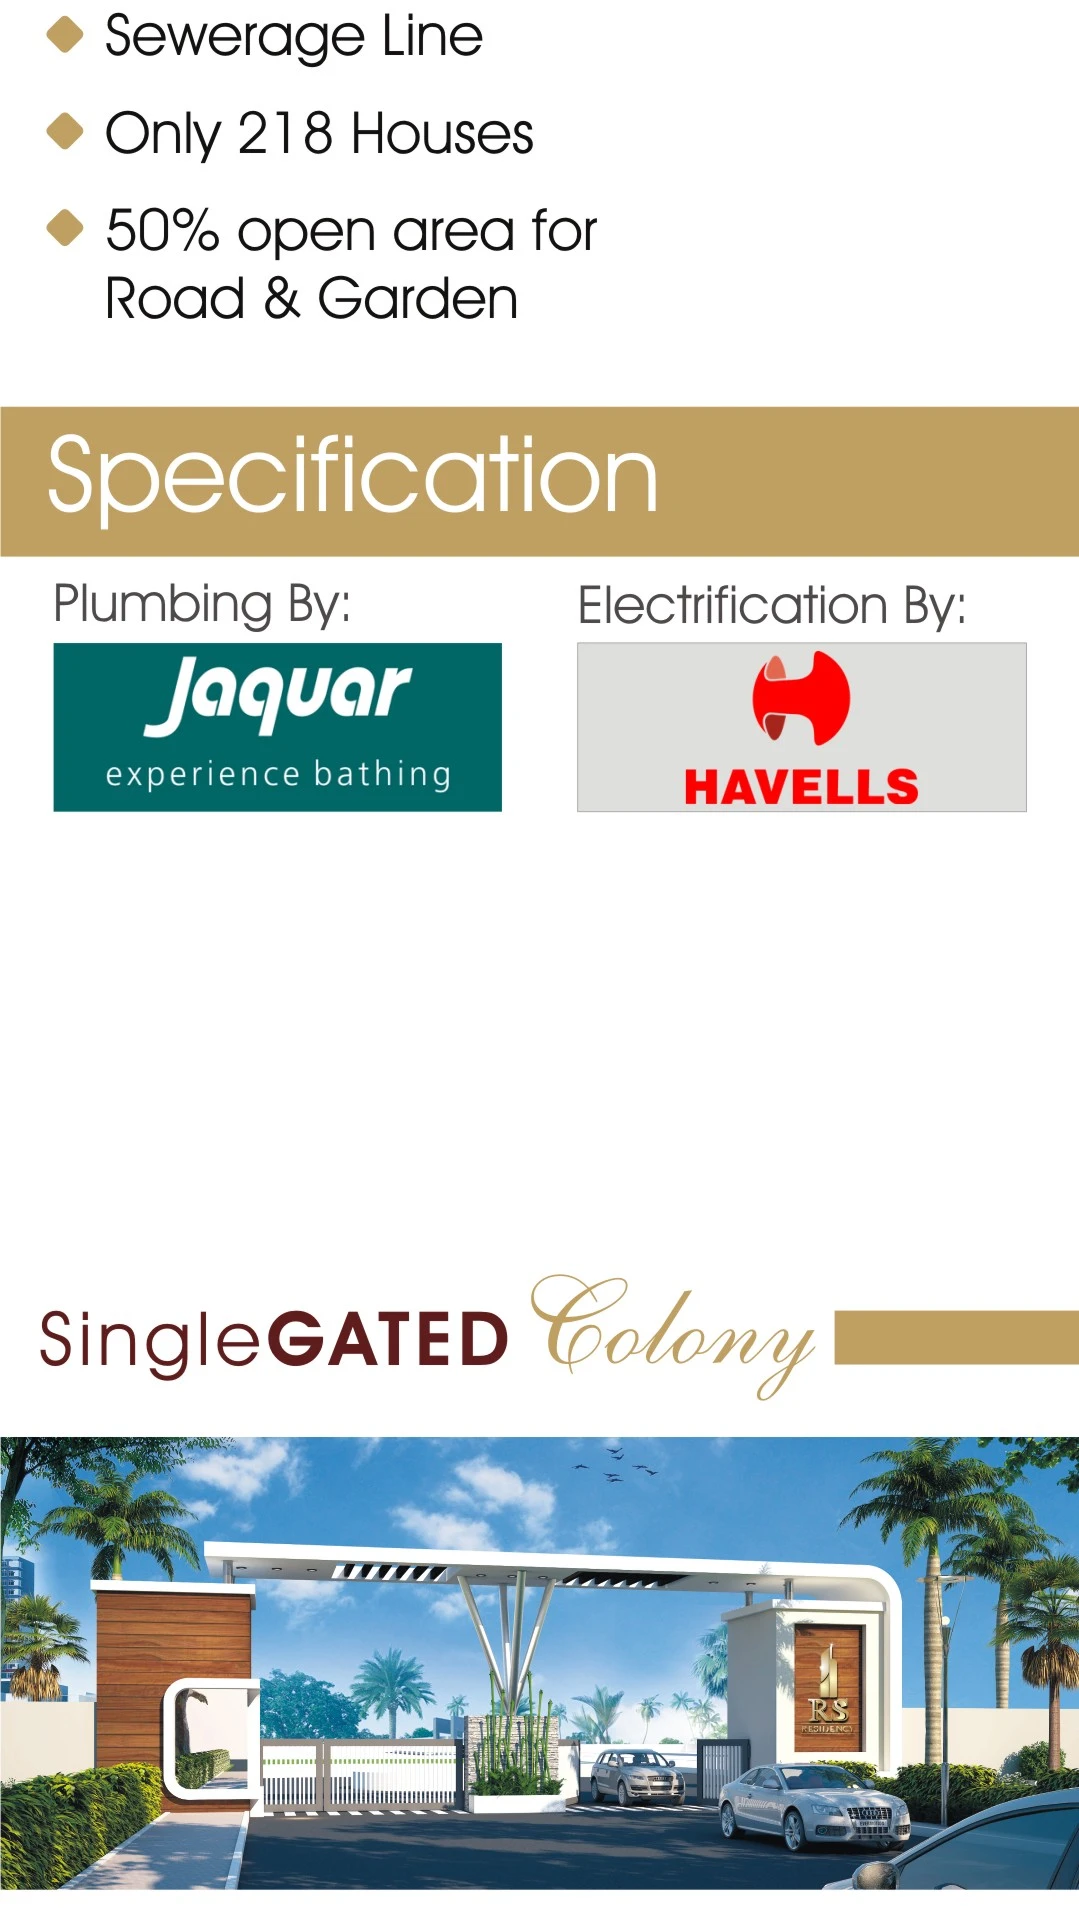 Sewerage Line
Only 218 Houses
50% open area for
Road & Garden
Specification
Plumbing By:
Electrification By:
Jaquar
experience bathing
HAVELLS
SingleGATED Colony
RS
RESIDENCY